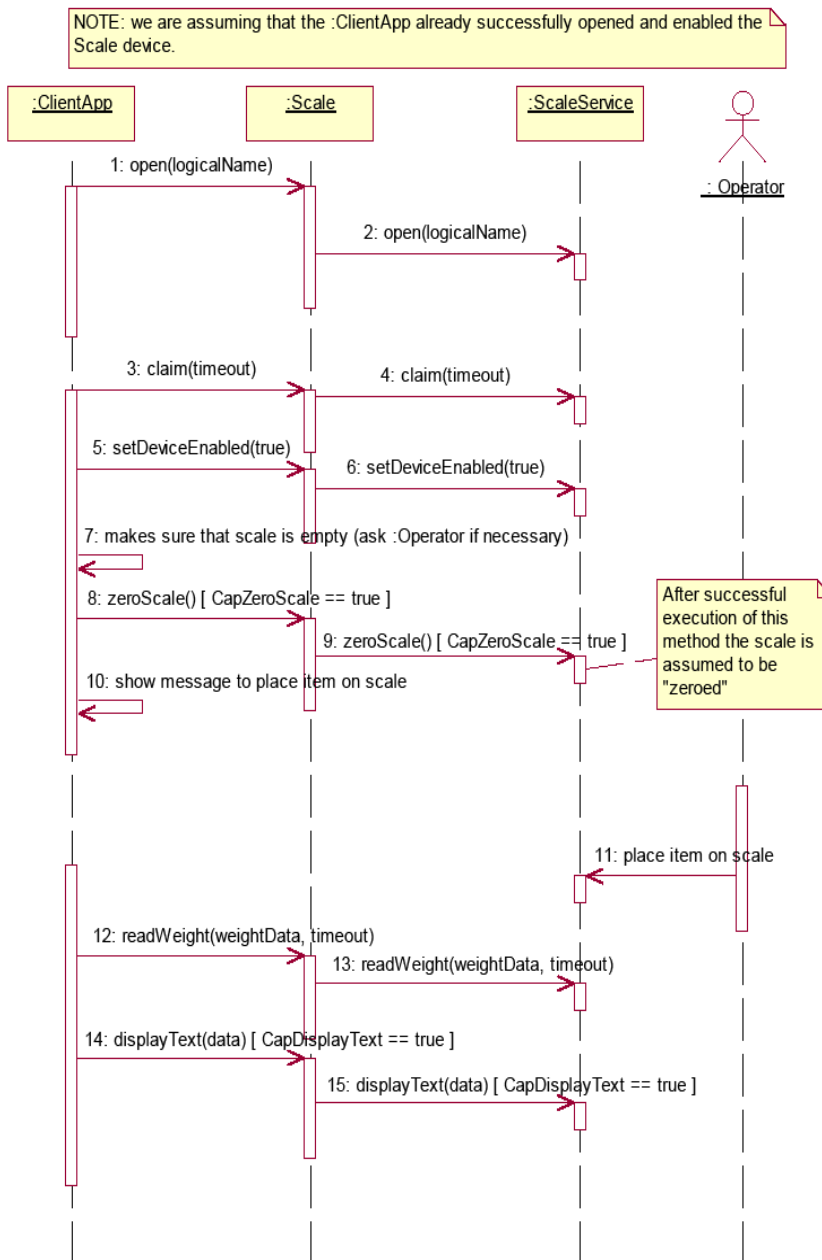 NOTE: we are assuming that the :ClientApp already successfully opened and enabled the
Scale device.
:ClientApp
:Scale
:ScaleService
: Operator
1: open(logicalName)
2: open(logicalName)
3: claim(timeout)
4: claim(timeout)
5: setDeviceEnabled(true)
6: setDeviceEnabled(true)
7: makes sure that scale is empty (ask :Operator if necessary)
8: zeroScale() [ CapZeroScale == true ]
9: zeroScale() [ CapZeroScale == true ]
After successful
execution of this
method the scale is
assumed to be
"zeroed"
10: show message to place item on scale
11: place item on scale
12: readWeight(weightData, timeout)
13: readWeight(weightData, timeout)
14: displayText(data) [ CapDisplayText == true ]
15: displayText(data) [ CapDisplayText == true ]